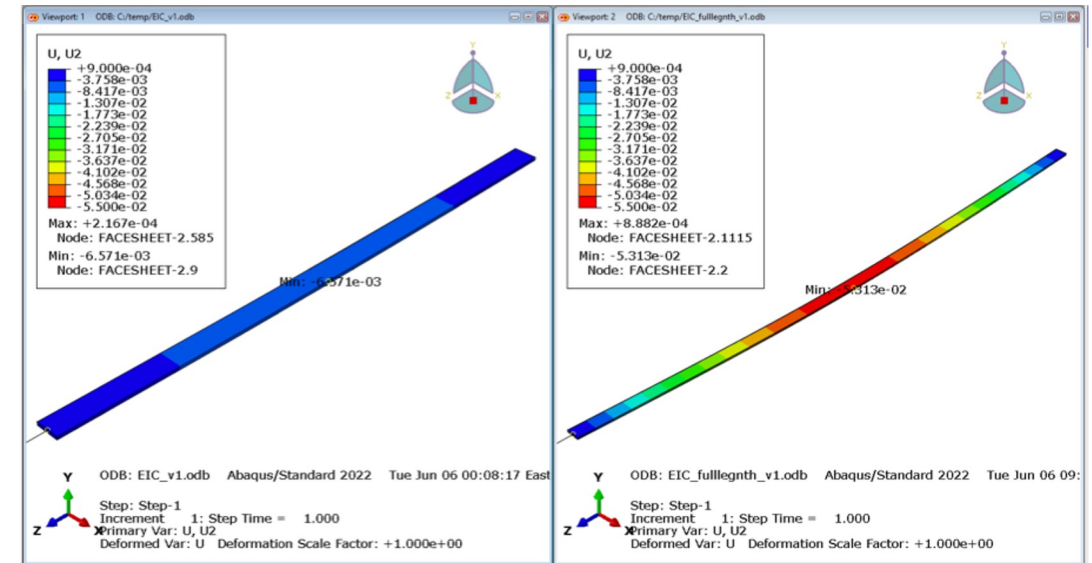 Viewport: 1 ODB: C:/temp/EIC_v1.odb
U, U2
+9.000e-04
-3.758e-03
-8.417e-03
-1.307e-02
-1.773e-02
-2.239e-02
-2.705e-02
-3.171e-02
-3.637e-02
-4.102e-02
-4.568e-02
-5.034e-02
-5.500e-02
Max: +2.167e-04
Node: FACESHEET-2.585
Min: -6.571e-03
Node: FACESHEET-2.9
Y
Z X
Min: -6.571e-03
Y
Z X
ODB: EIC_v1.odb Abaqus/Standard 2022 Tue Jun 06 00:08:17 East
Step: Step-1
Increment 1: Step Time = 1.000
Primary Var: U, U2
Deformed Var: U Deformation Scale Factor: +1.000e+00
Viewport: 2 ODB: C:/temp/EIC_fulllegnth_v1.odb
U, U2
+9.000e-04
-3.758e-03
-8.417e-03
-1.307e-02
-1.773e-02
-2.239e-02
-2.705e-02
-3.171e-02
-3.637e-02
-4.102e-02
-4.568e-02
-5.034e-02
-5.500e-02
Max: +8.882e-04
Node: FACESHEET-2.1115
Min: -5.313e-02
Node: FACESHEET-2.2
Y
Z X
Min: -5.313e-02
Y
Z X
ODB: EIC_fulllegnth_v1.odb Abaqus/Standard 2022 Tue Jun 06 09:
Step: Step-1
Increment 1: Step Time = 1.000
Primary Var: U, U2
Deformed Var: U Deformation Scale Factor: +1.000e+00